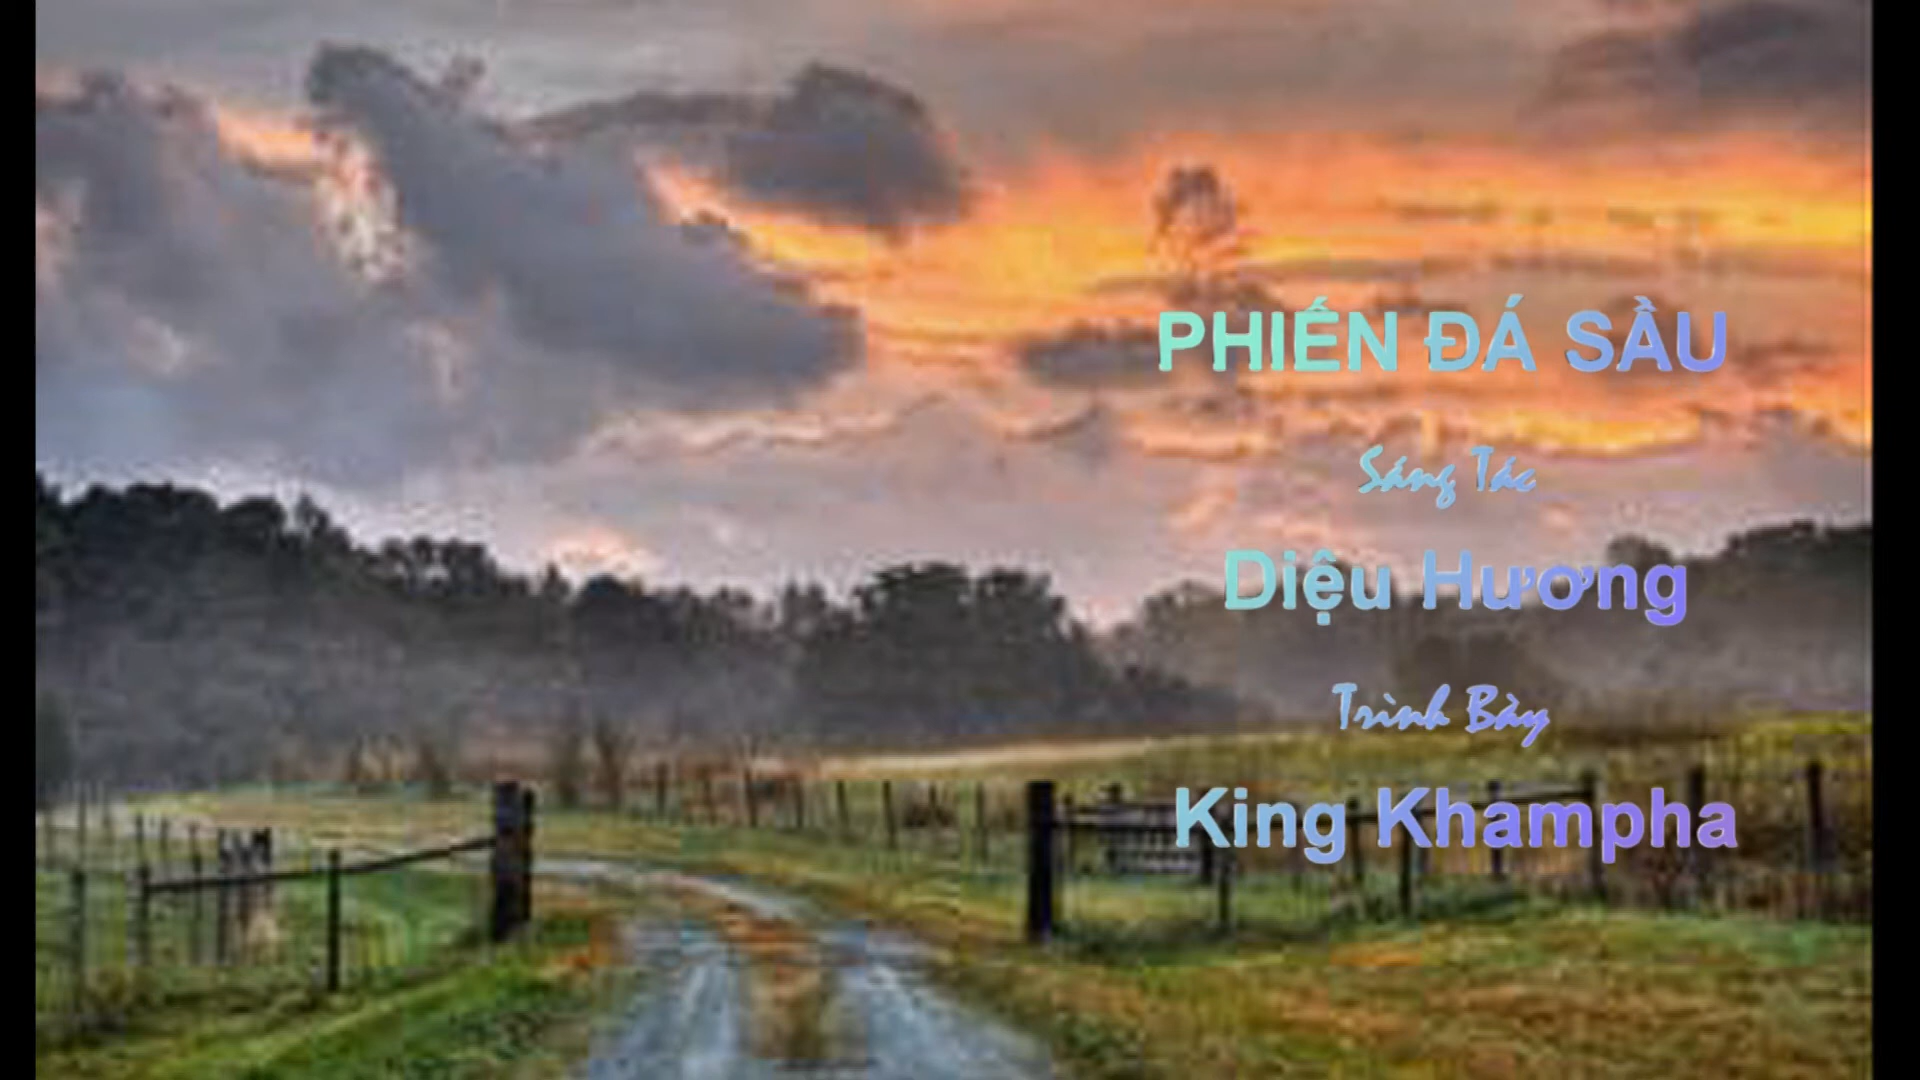 PHIẾN ĐÁ SẦU
Sáng Tác
Diệu Hương
Trình Bày
King Khampha